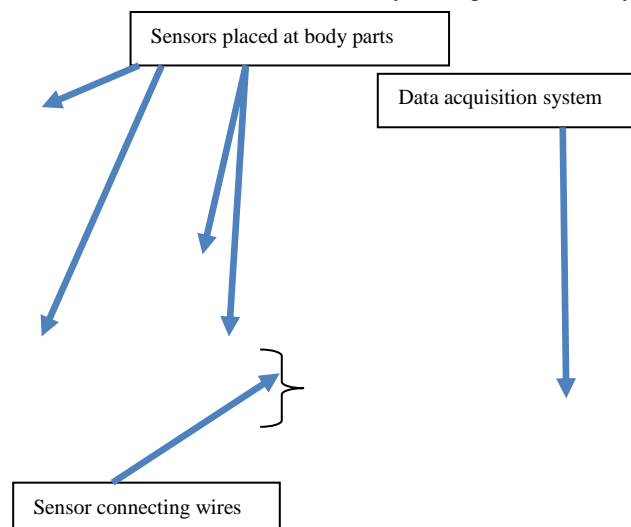 Sensors placed at body parts
Data acquisition system
Sensor connecting wires